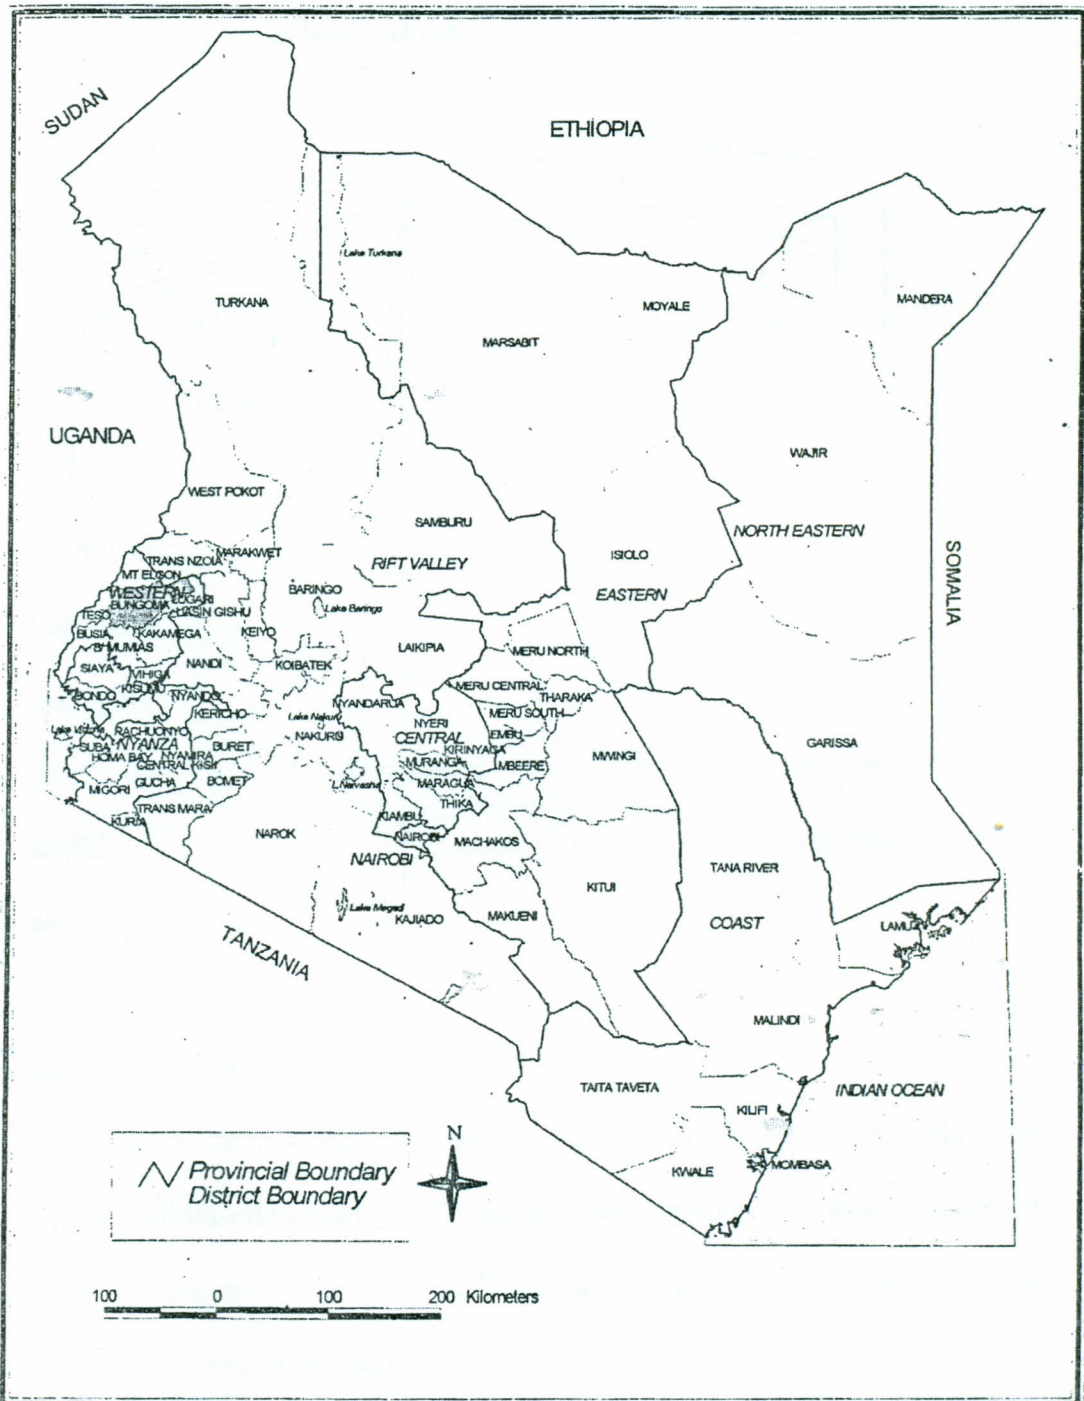 SUDAN
ETHIOPIA
Lake Turkana
TURKANA
MOYALE
MANDERA
MARSABIT
UGANDA
WAJIR
WEST POKOT
SAMBURU
NORTH EASTERN
MARAKWET
TRANS NZOIA
RIFT VALLEY
ISIOLO
SOMALIA
MT ELGON
WESTERN
BARINGO
EASTERN
LUGARI
BUNGOMA
UASIN GISHU
Lake Baringo
TESO
BUSIA
KAKAMEGA
KEIYO
B/MUMIAS
LAIKIPIA
MERU NORTH
SIAYA
NANDI
KOIBATEK
VIHIGA
KISUMU
MERU CENTRAL
BONDO
NYANDO
NYANDARUA
THARAKA
KERICHO
Lake Nakuru
MERU SOUTH
NYERI
Lake Victoria
RACHUONYO
NAKURU
CENTRAL
EMBU
GARISSA
SUBA
NYANZA
BURET
KIRINYAGA
MWINGI
HOMA BAY
NYAMIRA
MURANGA
MBEERE
CENTRAL KISII
MIGORI
GUCHA
BOMET
L. Naivasha
MARAGUA
THIKA
TRANS MARA
KIAMBU
KURIA
NAROK
NAIROBI
MACHAKOS
NAIROBI
TANA RIVER
KITUI
Lake Magadi
KAJIADO
MAKUENI
COAST
LAMU
TANZANIA
MALINDI
TAITA TAVETA
INDIAN OCEAN
KILIFI
N
KWALE
MOMBASA
Provincial Boundary
District Boundary
100 0 100 200 Kilometers